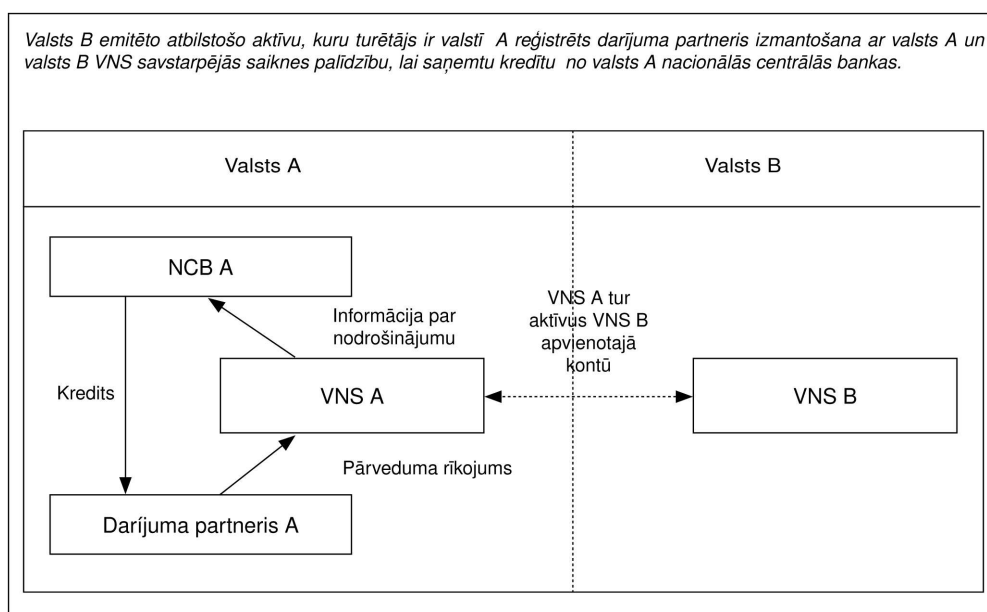 Valsts B emitēto atbilstošo aktīvu, kuru turētājs ir valstī A reģistrēts darījuma partneris izmantošana ar valsts A un
valsts B VNS savstarpējās saiknes palīdzību, lai saņemtu kredītu no valsts A nacionālās centrālās bankas.
Valsts A
Valsts B
NCB A
Informācija par
nodrošinājumu
VNS A tur
aktīvus VNS B
apvienotajā
kontū
Kredits
VNS A
VNS B
Pārveduma rīkojums
Daríjuma partneris A